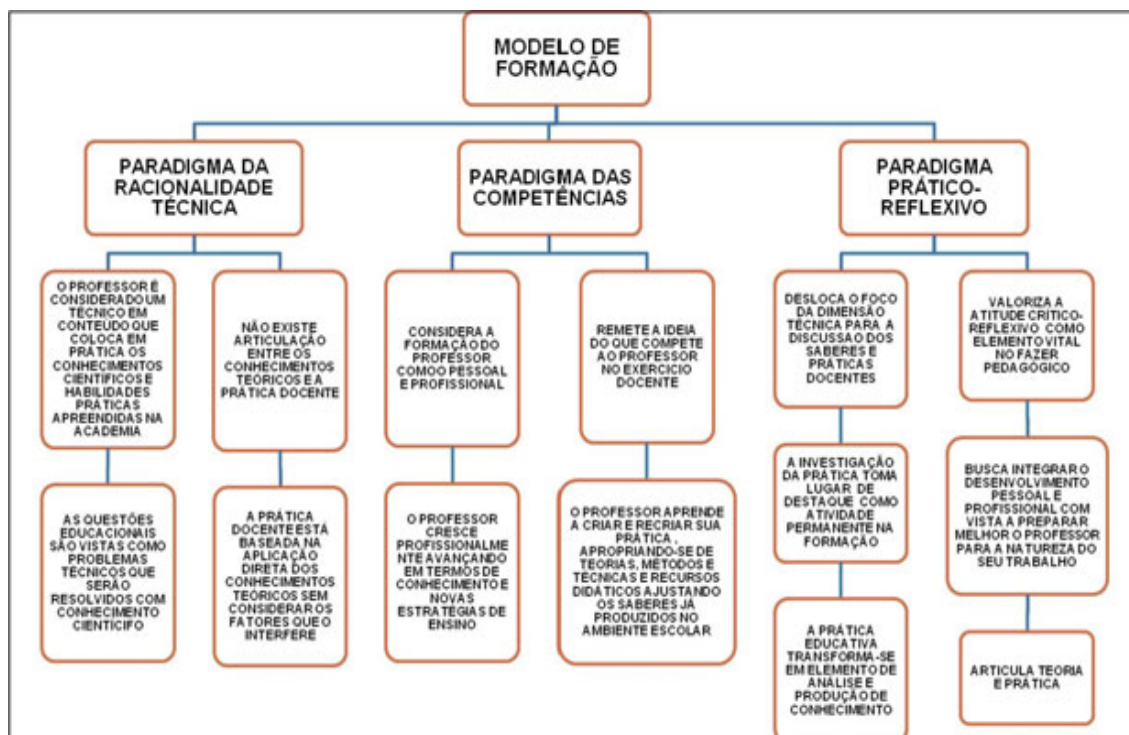 MODELO DE
FORMAÇÃO
PARADIGMA DA
RACIONALIDADE
TÉCNICA
PARADIGMA DAS
COMPETÊNCIAS
PARADIGMA
PRÁTICO-
REFLEXIVO
O PROFESSOR É
CONSIDERADO UM
TÉCNICO EM
CONTEÚDO QUE
COLOCA EM
PRÁTICA OS
CONHECIMENTOS
CIENTÍFICOS E
HABILIDADES
PRÁTICAS
APREENDIDAS NA
ACADEMIA
NÃO EXISTE
ARTICULAÇÃO
ENTRE OS
CONHECIMENTOS
TEÓRICOS E A
PRÁTICA DOCENTE
CONSIDERA A
FORMAÇÃO DO
PROFESSOR
COMOO PESSOAL
E PROFISSIONAL
REMETE A IDEIA
DO QUE COMPETE
AO PROFESSOR
NO EXERCICIO
DOCENTE
DESLOCA O FOCO
DA DIMENSÃO
TÉCNICA PARA A
DISCUSSÃO DOS
SABERES E
PRÁTICAS
DOCENTES
VALORIZA A
ATITUDE CRÍTICO-
REFLEXIVO COMO
ELEMENTO VITAL
NO FAZER
PEDAGÓGICO
AS QUESTÕES
EDUCACIONAIS
SÃO VISTAS COMO
PROBLEMAS
TÉCNICOS QUE
SERÃO
RESOLVIDOS COM
CONHECIMENTO
CIENTÍCIFO
A PRÁTICA
DOCENTE ESTÁ
BASEADA NA
APLICAÇÃO
DIRETA DOS
CONHECIMENTOS
TEÓRICOS SEM
CONSIDERAR OS
FATORES QUE O
INTERFERE
O PROFESSOR
CRESCE
PROFISSIONALME
NTE AVANÇANDO
EM TERMOS DE
CONHECIMENTO E
NOVAS
ESTRATÉGIAS DE
ENSINO
O PROFESSOR APRENDE
A CRIAR E RECRIAR SUA
PRÁTICA ,
APROPRIANDO-SE DE
TEORIAS, MÉTODOS E
TÉCNICAS E RECURSOS
DIDÁTICOS AJUSTANDO
OS SABERES JÁ
PRODUZIDOS NO
AMBIENTE ESCOLAR
A INVESTIGAÇÃO
DA PRÁTICA TOMA
LUGAR DE
DESTAQUE COMO
ATIVIDADE
PERMANENTE NA
FORMAÇÃO
BUSCA INTEGRAR O
DESENVOLVIMENTO
PESSOAL E
PROFISSIONAL COM
VISTA A PREPARAR
MELHOR O PROFESSOR
PARA A NATUREZA DO
SEU TRABALHO
A PRÁTICA
EDUCATIVA
TRANSFORMA-SE
EM ELEMENTO DE
ANÁLISE E
PRODUÇÃO DE
CONHECIMENTO
ARTICULA TEORIA
E PRÁTICA